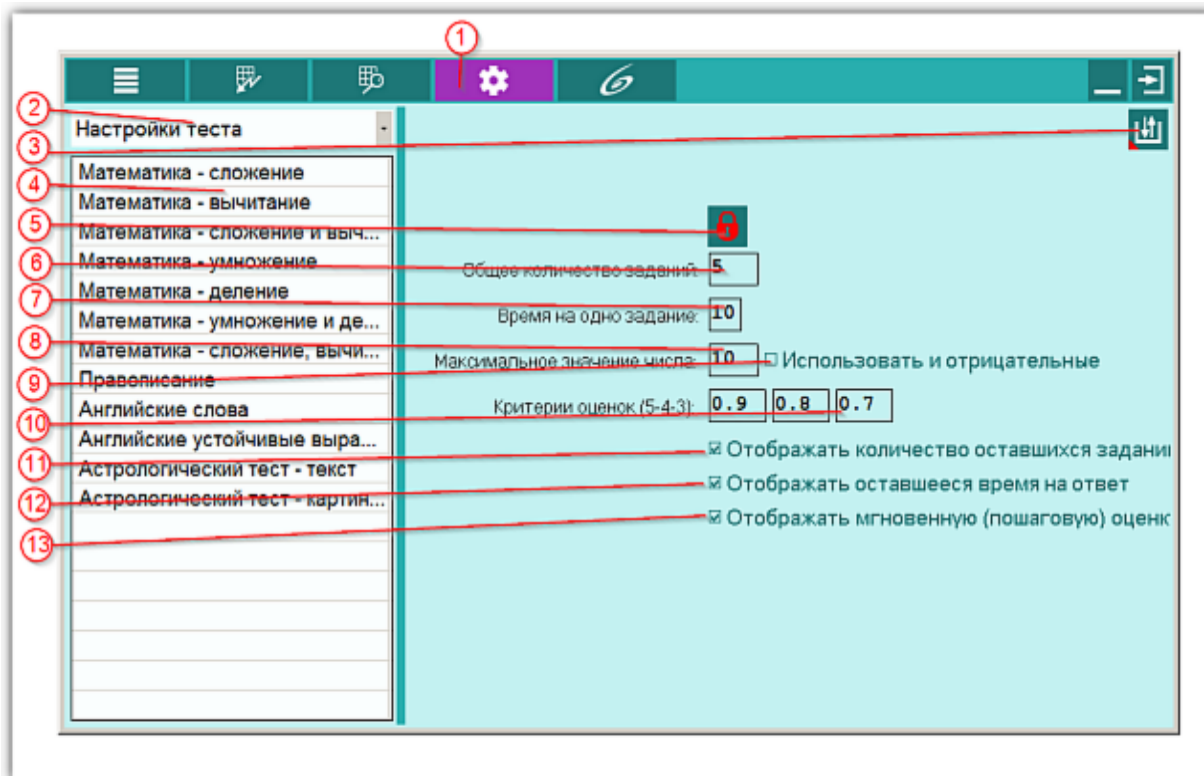 1
2
Настройки теста
3
Математика - сложение
4
Математика - вычитание
5
Математика - сложение и выч...
6
Математика - умножение
Общее количество заданий: 5
7
Математика - деление
Время на одно задание: 10
Математика - умножение и де...
8
Математика - сложение, вычи...
Максимальное значение числа: 10 Использовать и отрицательные
9
Правописание
Английские слова
Критерии оценок (5-4-3): 0.9 0.8 0.7
10
Английские устойчивые выра...
Отображать количество оставшихся задани
11
Астрологический тест - текст
Отображать оставшееся время на ответ
12
Астрологический тест - картин...
Отображать мгновенную (пошаговую) оценк
13